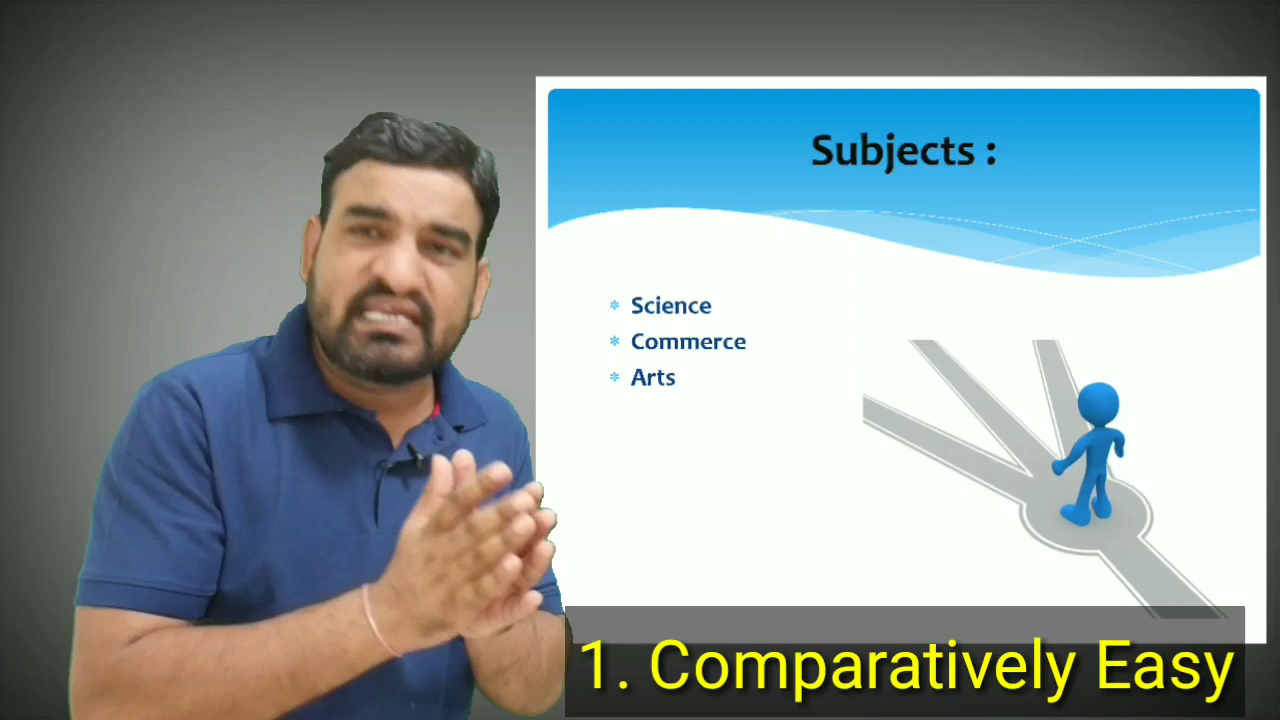 Subjects :
Science
Commerce
Arts
1. Comparatively Easy